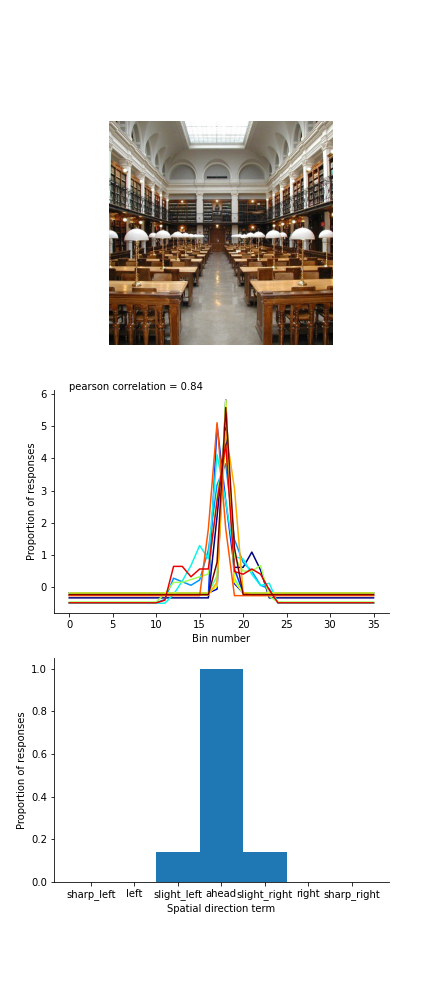 pearson correlation = 0.84
Proportion of responses
6
5
4
3
2
1
0
0 5 10 15 20 25 30 35
Bin number
Proportion of responses
1.0
0.8
0.6
0.4
0.2
0.0
sharp_left left slight_left ahead slight_right right sharp_right
Spatial direction term